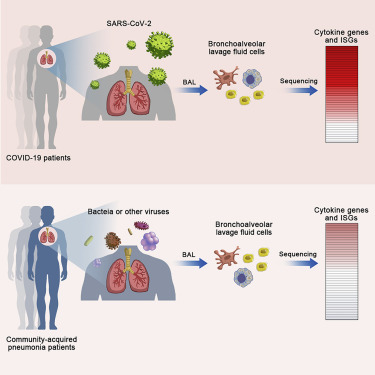 SARS-CoV-2
Bronchoalveolar
lavage fluid cells
Cytokine genes
and ISGs
BAL
Sequencing
COVID-19 patients
Bacteia or other viruses
Bronchoalveolar
lavage fluid cells
Cytokine genes
and ISGs
BAL
Sequencing
Community-acquired
pneumonia patients